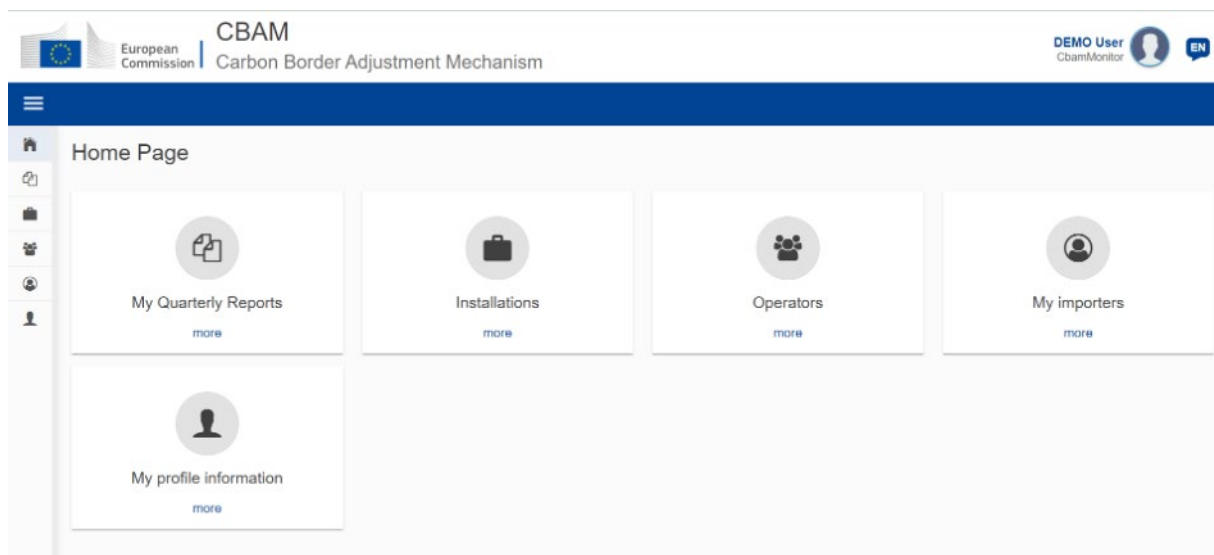 European
Commission
CBAM
Carbon Border Adjustment Mechanism
DEMO User
CbamMonitor
EN
Home Page
My Quarterly Reports
more
Installations
more
Operators
more
My importers
more
My profile information
more